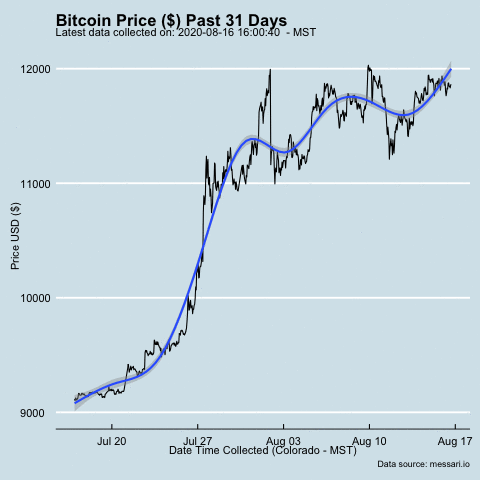 Bitcoin Price ($) Past 31 Days
Latest data collected on: 2020-08-16 16:00:40  - MST
12000
11000
10000
9000
Price USD ($)
Jul 20
Jul 27
Aug 03
Aug 10
Aug 17
Date Time Collected (Colorado - MST)
Data source: messari.io